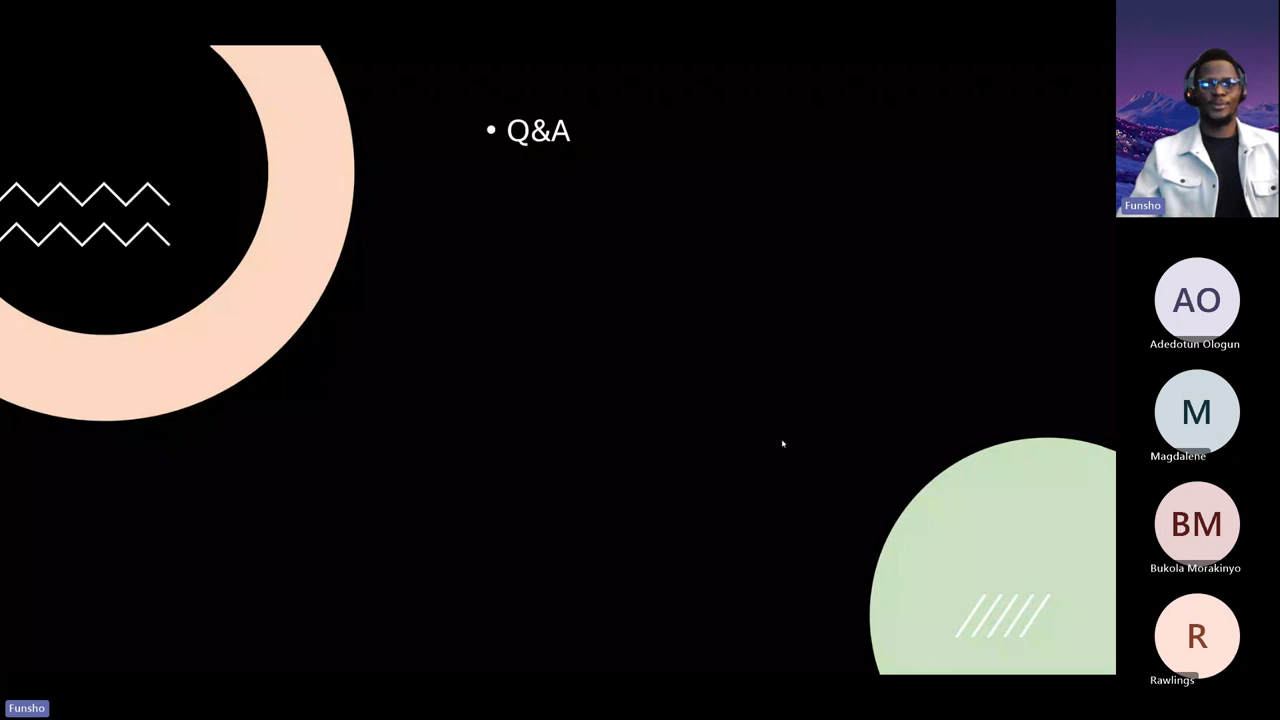 • Q&A
Funsho
AO
Adedotun Ologun
M
Magdalene
BM
Bukola Morakinyo
R
Rawlings
Funsho